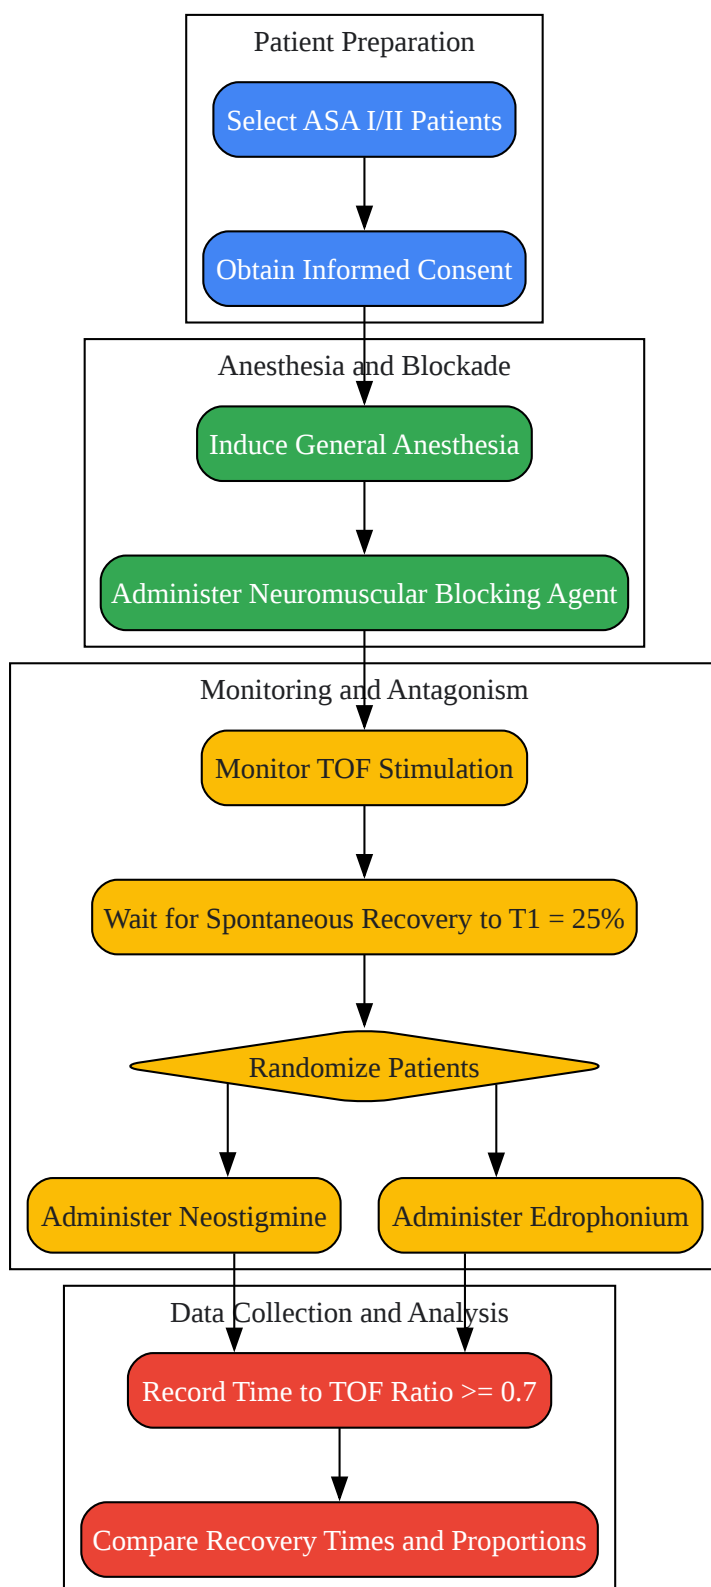 Patient Preparation
Select ASA I/II Patients
Obtain Informed Consent
Anesthesia and Blockade
Induce General Anesthesia
Administer Neuromuscular Blocking Agent
Monitoring and Antagonism
Monitor TOF Stimulation
Wait for Spontaneous Recovery to T1 = 25%
Randomize Patients
Administer Neostigmine
Administer Edrophonium
Data Collection and Analysis
Record Time to TOF Ratio >= 0.7
Compare Recovery Times and Proportions